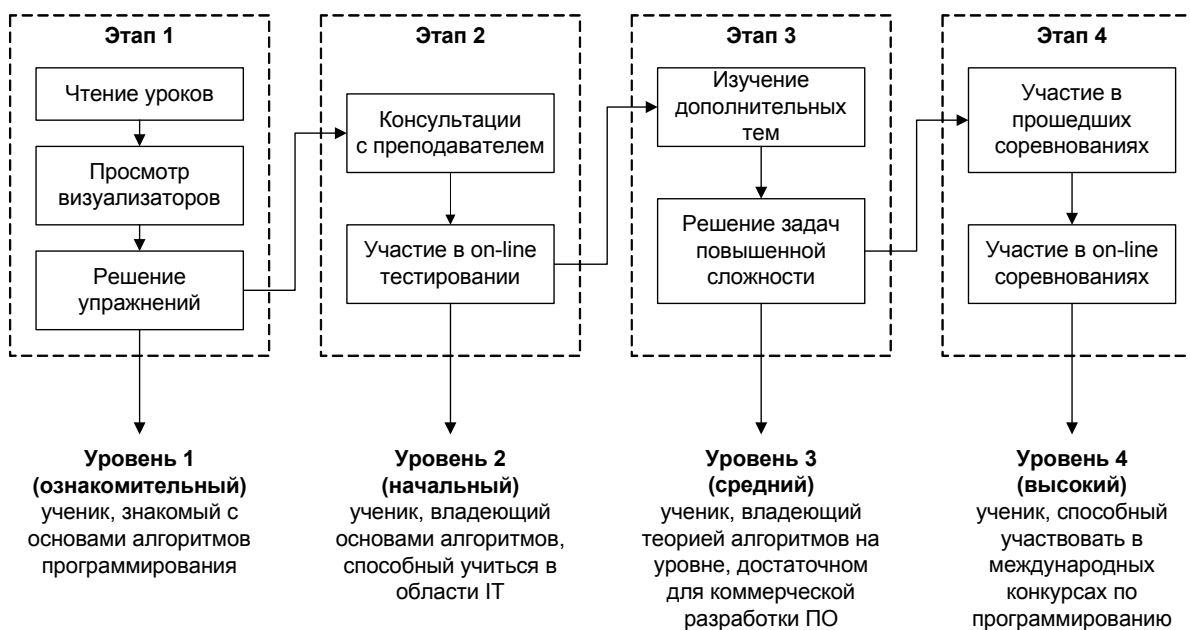 Этап 1
Чтение уроков
Просмотр
визуализаторов
Решение
упражнений
Уровень 1
(ознакомительный)
ученик, знакомый с
основами алгоритмов
программирования
Этап 2
Консультации
с преподавателем
Участие в on-line
тестировании
Уровень 2
(начальный)
ученик, владеющий
основами алгоритмов,
способный учиться в
области IT
Этап 3
Изучение
дополнительных
тем
Решение задач
повышенной
сложности
Уровень 3
(средний)
ученик, владеющий
теорией алгоритмов на
уровне, достаточном
для коммерческой
разработки ПО
Этап 4
Участие в
прошедших
соревнованиях
Участие в on-line
соревнованиях
Уровень 4
(высокий)
ученик, способный
участвовать в
международных
конкурсах по
программированию